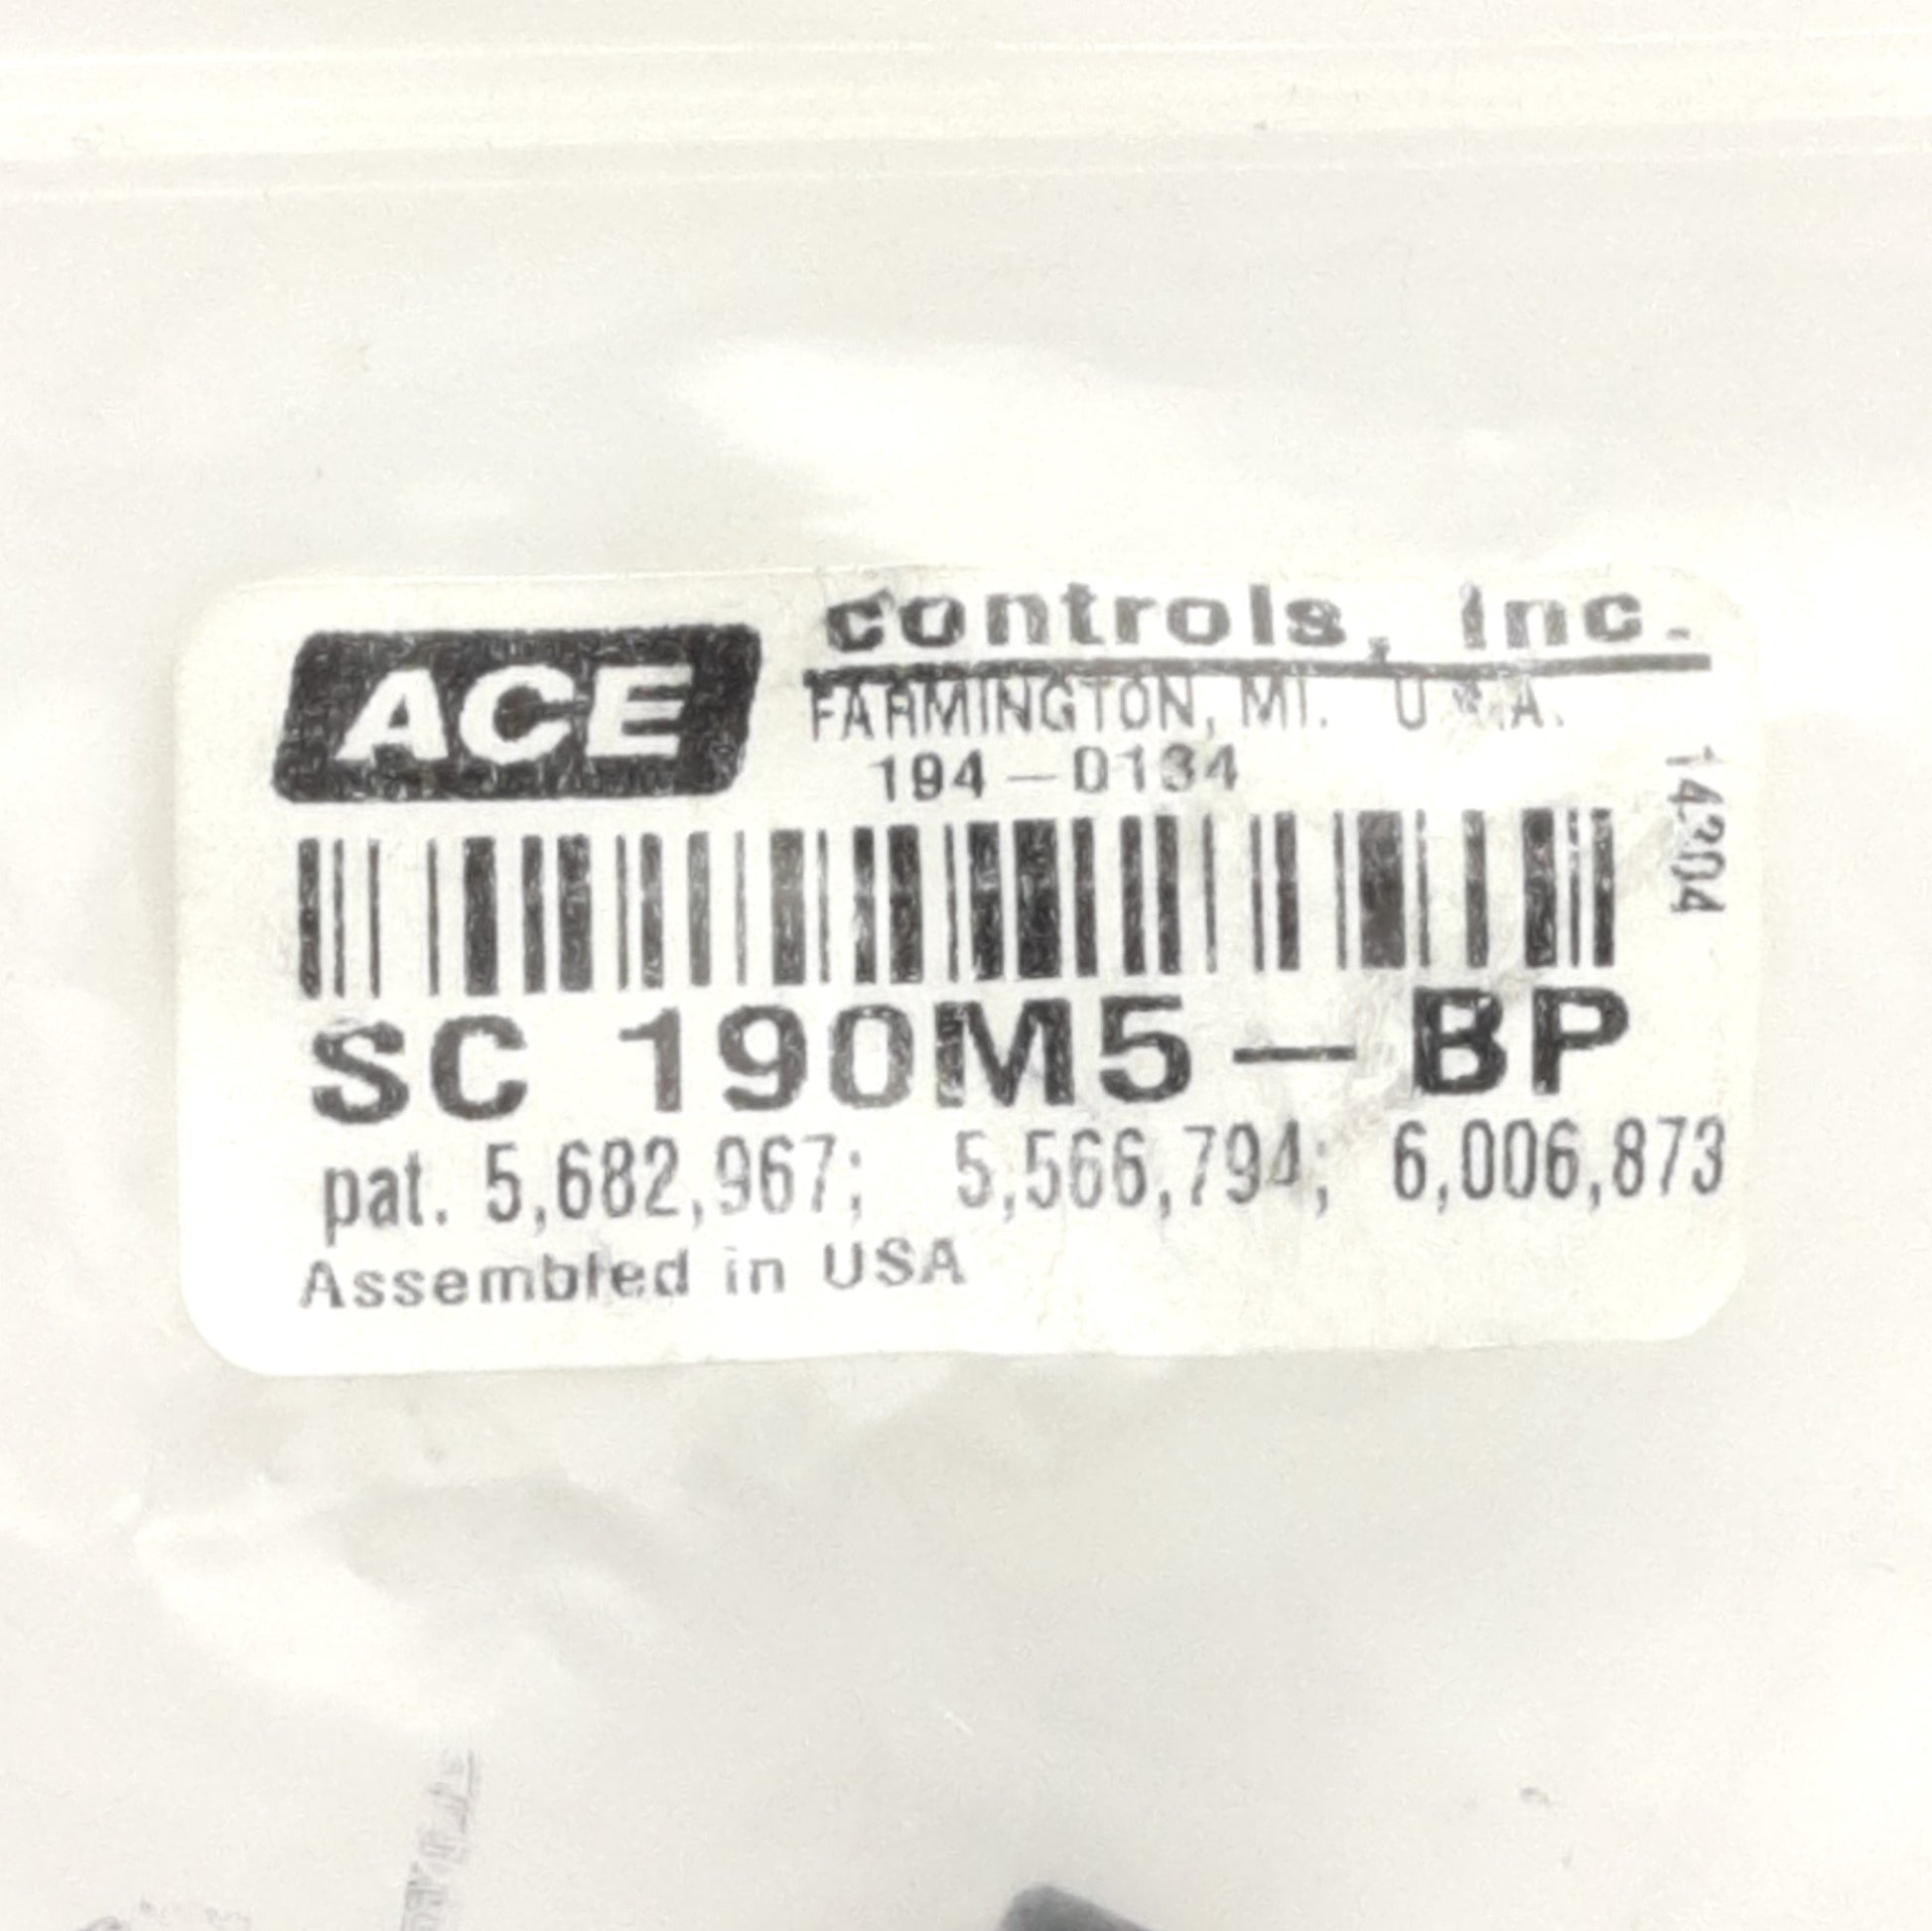 ACE controls, Inc.
FARMINGTON, MI. U.S.A.
194-0134
14204
SC 190M5-BP
pat. 5,682,967; 5,566,794; 6,006,873
Assembled in USA